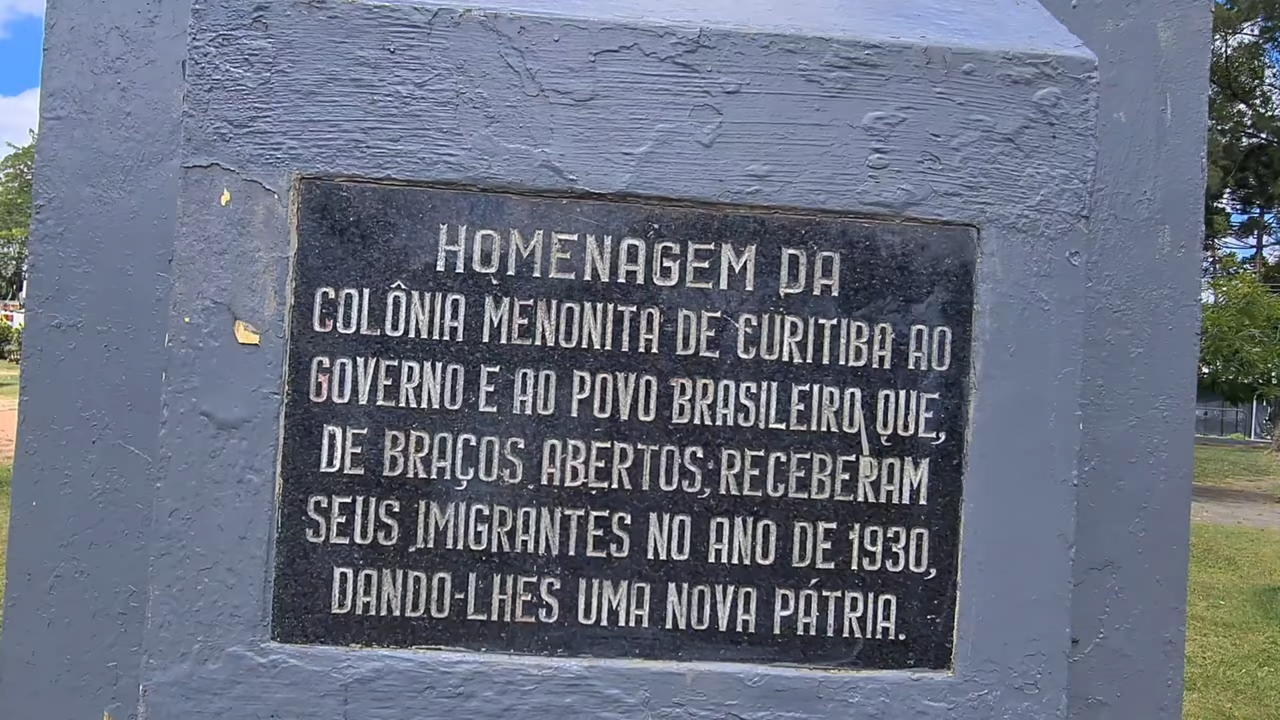 HOMENAGEM DA
COLÔNIA MENONITA DE CURITIBA AO
GOVERNO E AO POVO BRASILEIRO QUE,
DE BRAÇOS ABERTOS, RECEBERAM
SEUS IMIGRANTES NO ANO DE 1930,
DANDO-LHES UMA NOVA PÁTRIA.